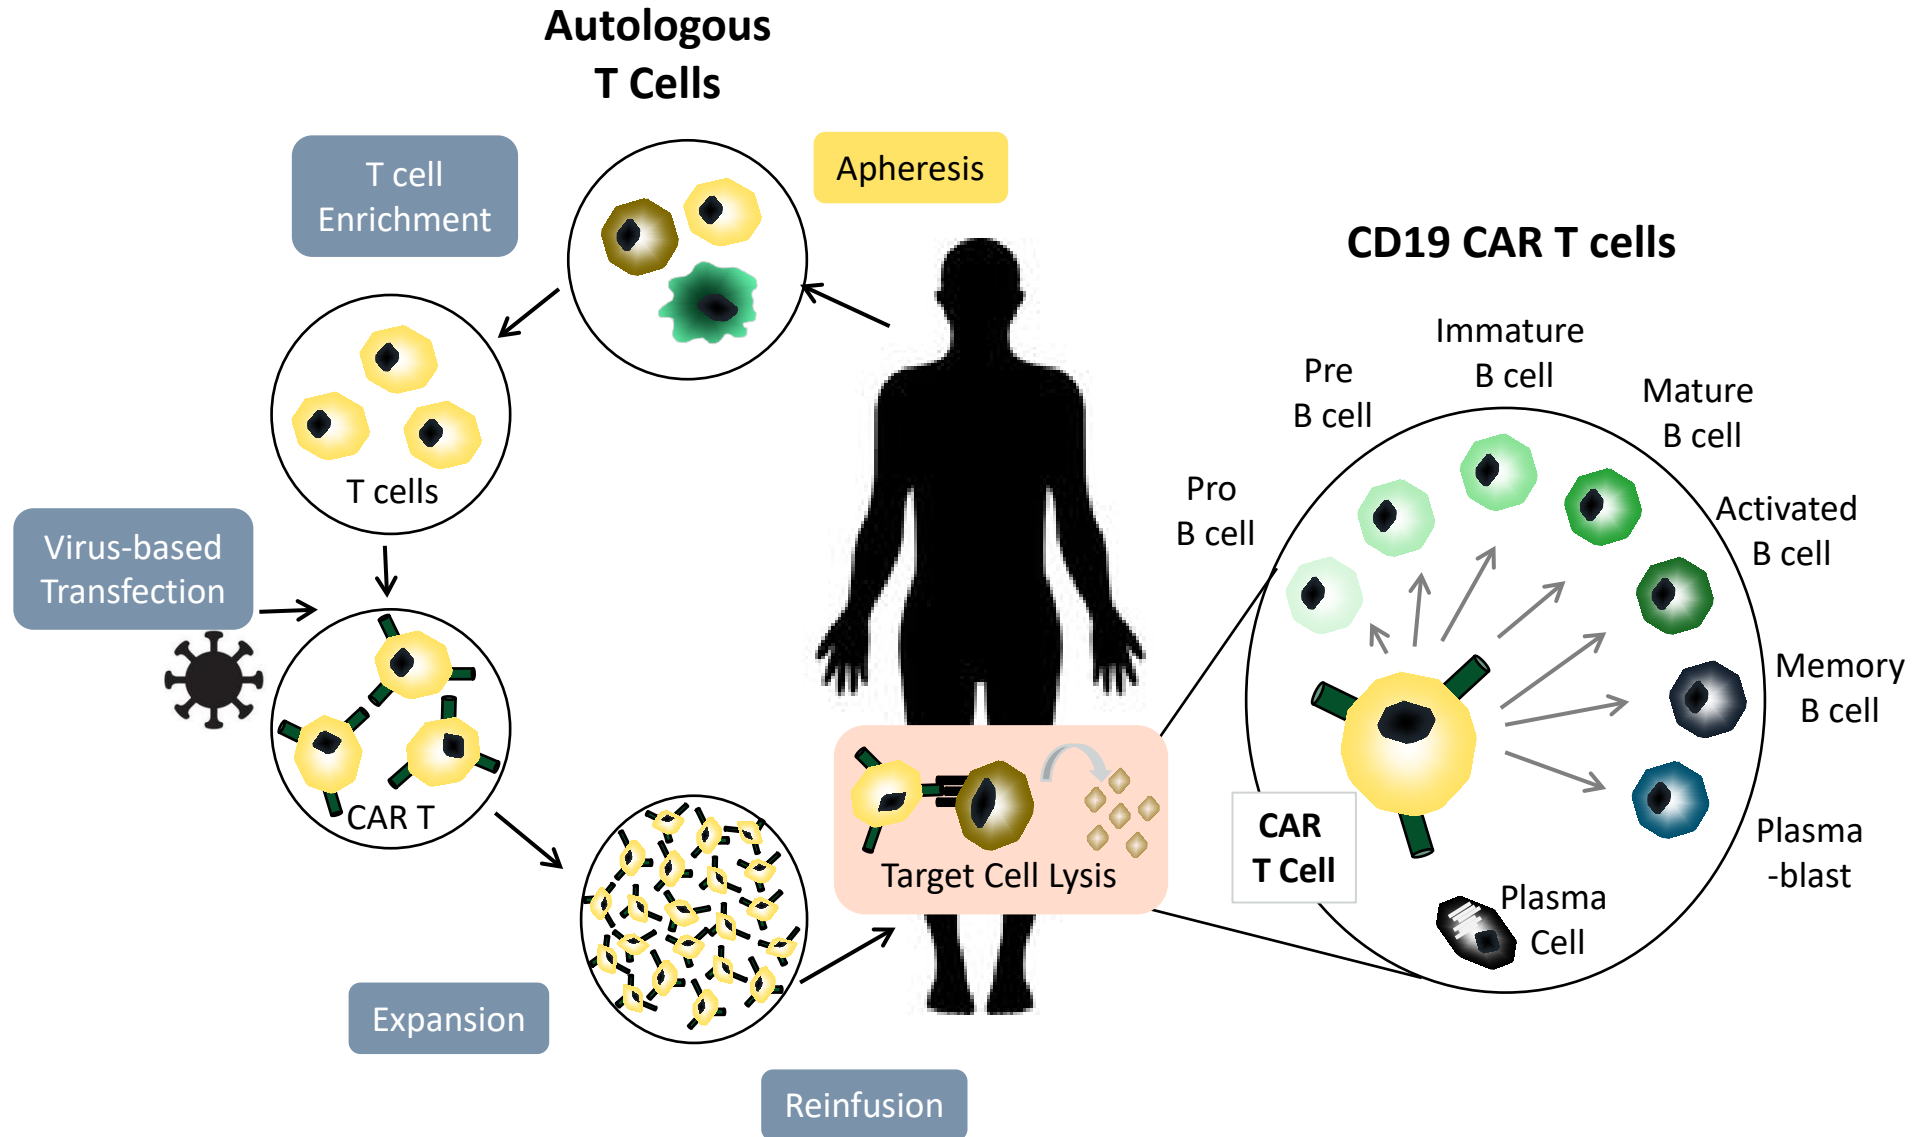 Autologous
T Cells
Apheresis
T cell
Enrichment
T cells
Virus-based
Transfection
CAR T
Expansion
Reinfusion
Target Cell Lysis
CD19 CAR T cells
Pro
B cell
Pre
B cell
Immature
B cell
Mature
B cell
Activated
B cell
Memory
B cell
Plasma
-blast
Plasma
Cell
CAR
T Cell